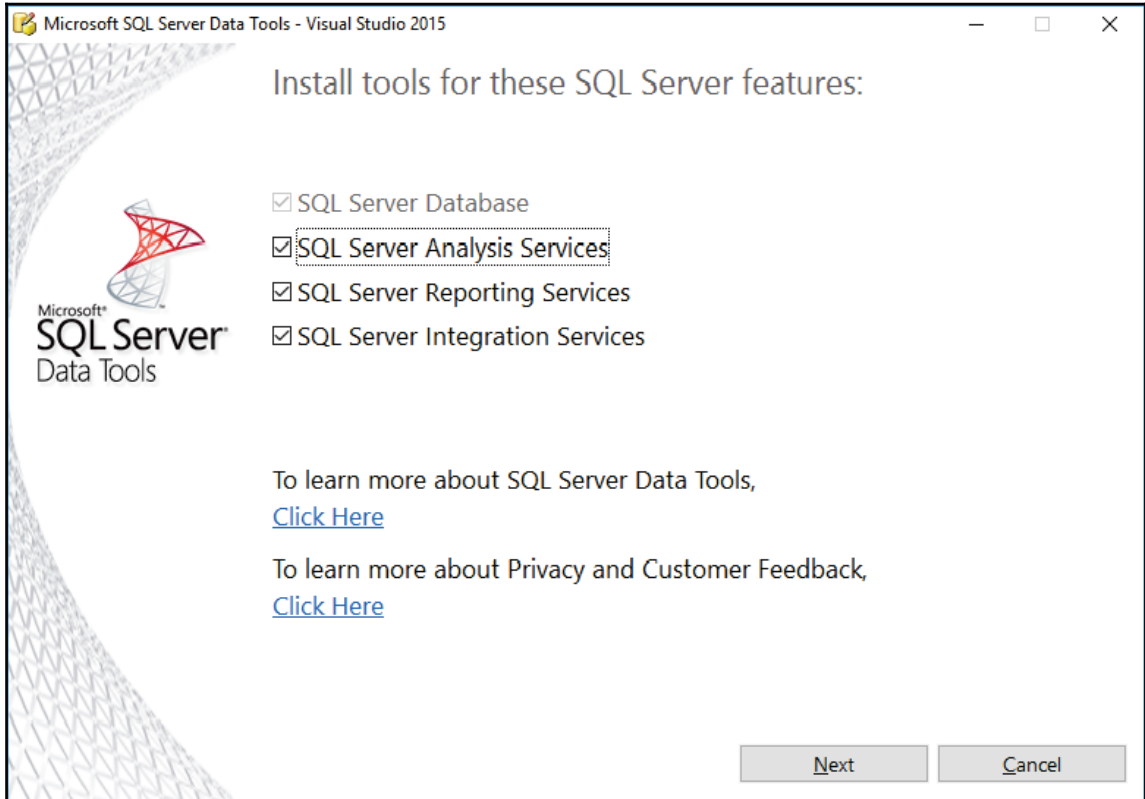 Microsoft SQL Server Data Tools - Visual Studio 2015
Install tools for these SQL Server features:
SQL Server Database
SQL Server Analysis Services
SQL Server Reporting Services
SQL Server Integration Services
Microsoft®
SQL Server®
Data Tools
To learn more about SQL Server Data Tools,
Click Here
To learn more about Privacy and Customer Feedback,
Click Here
Next
Cancel